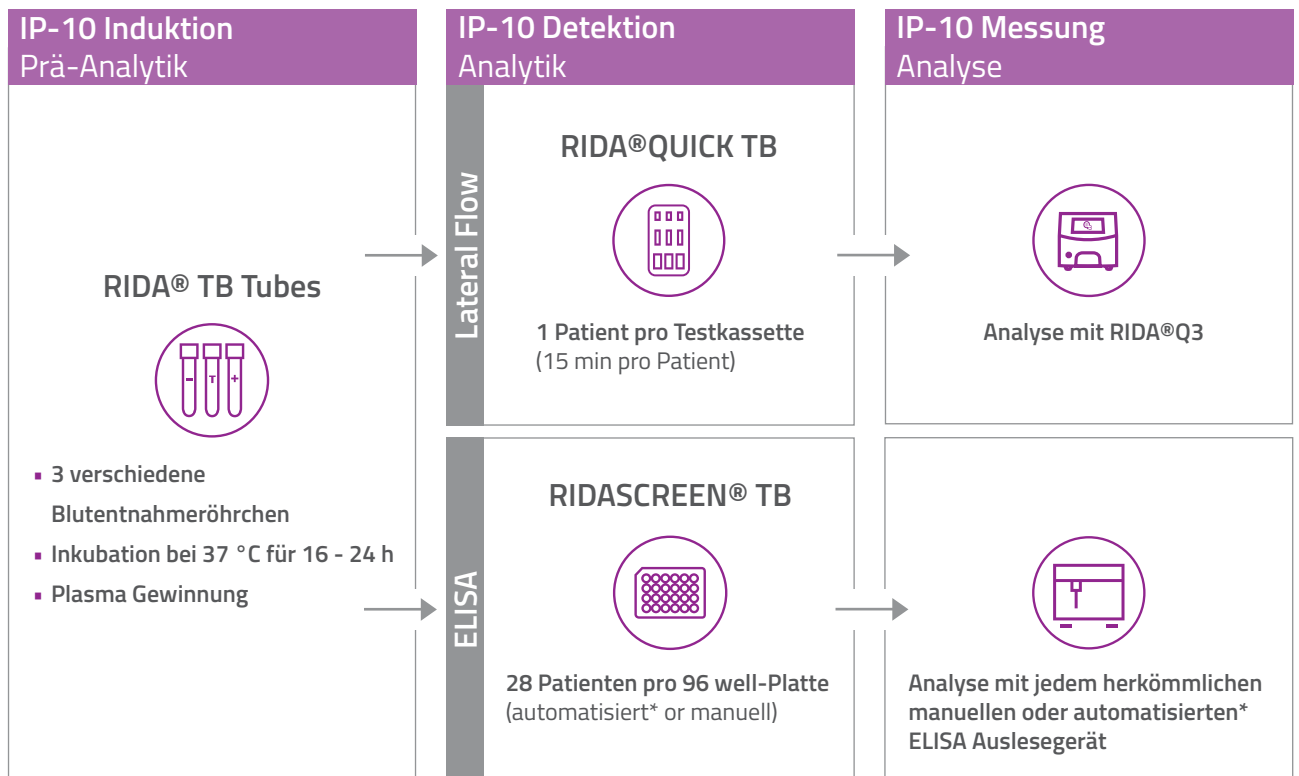 IP-10 Induktion
Prä-Analytik
RIDA® TB Tubes
- T +
▪ 3 verschiedene
Blutentnahmeröhrchen
▪ Inkubation bei 37 °C für 16 - 24 h
▪ Plasma Gewinnung
IP-10 Detektion
Analytik
Lateral Flow
RIDA®QUICK TB
1 Patient pro Testkassette
(15 min pro Patient)
ELISA
RIDASCREEN® TB
28 Patienten pro 96 well-Platte
(automatisiert* or manuell)
IP-10 Messung
Analyse
Analyse mit RIDA®Q3
Analyse mit jedem herkömmlichen
manuellen oder automatisierten*
ELISA Auslesegerät